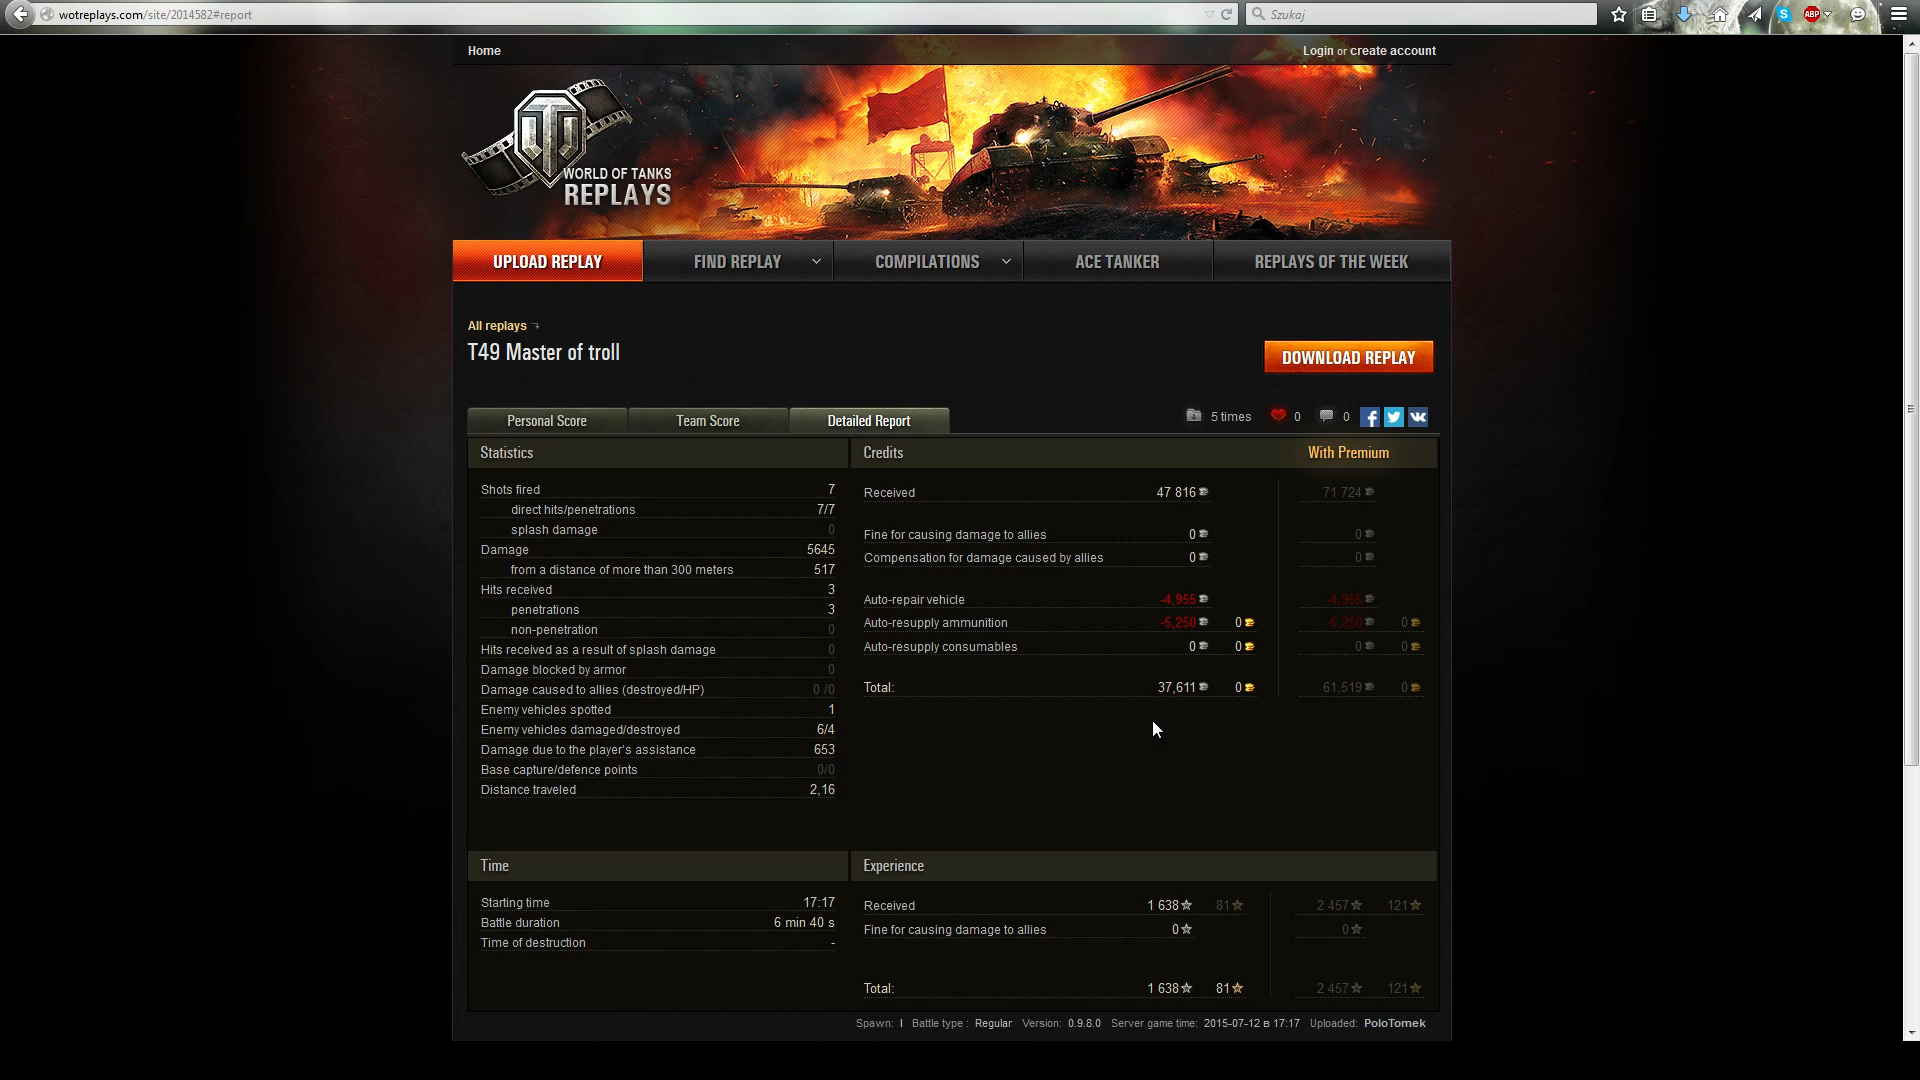 wotreplays.com/site/2014582#report
Szukaj
S
ABP
Home
Login or create account
WORLD OF TANKS
REPLAYS
UPLOAD REPLAY
FIND REPLAY
COMPILATIONS
ACE TANKER
REPLAYS OF THE WEEK
All replays
T49 Master of troll
DOWNLOAD REPLAY
Personal Score
Team Score
Detailed Report
5 times
0
0
Statistics
Shots fired 7
direct hits/penetrations 7/7
splash damage 0
Damage 5645
from a distance of more than 300 meters 517
Hits received 3
penetrations 3
non-penetration 0
Hits received as a result of splash damage 0
Damage blocked by armor 0
Damage caused to allies (destroyed/HP) 0 /0
Enemy vehicles spotted 1
Enemy vehicles damaged/destroyed 6/4
Damage due to the player's assistance 653
Base capture/defence points 0/0
Distance traveled 2,16
Credits With Premium
Received 47 816 71 724
Fine for causing damage to allies 0 0
Compensation for damage caused by allies 0 0
Auto-repair vehicle -4,955 -4,955
Auto-resupply ammunition -5,250 0 -5,250 0
Auto-resupply consumables 0 0 0 0
Total: 37,611 0 61,519 0
Time
Starting time 17:17
Battle duration 6 min 40 s
Time of destruction -
Experience
Received 1 638 81 2 457 121
Fine for causing damage to allies 0 0
Total: 1 638 81 2 457 121
Spawn: I Battle type : Regular Version: 0.9.8.0 Server game time: 2015-07-12 в 17:17 Uploaded: PoloTomek